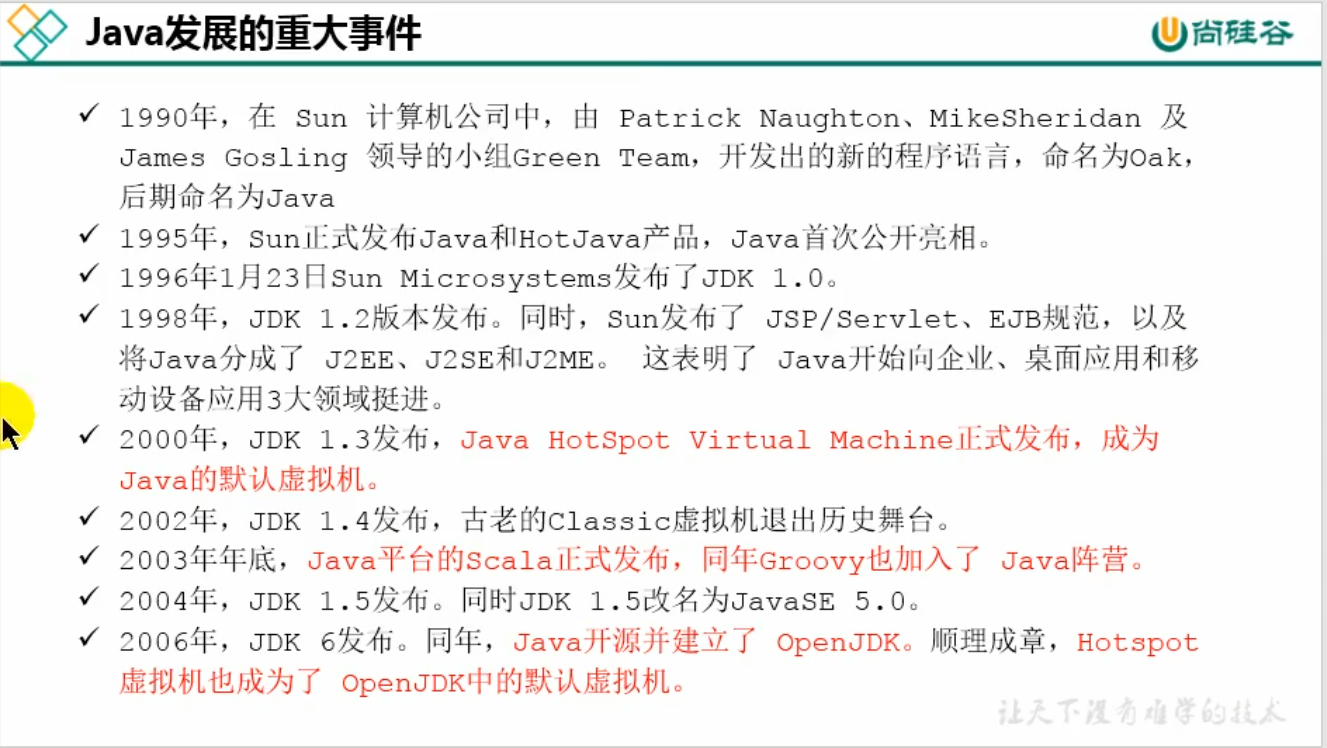 Java发展的重大事件
尚硅谷
1990年，在 Sun 计算机公司中，由 Patrick Naughton、MikeSheridan 及
James Gosling 领导的小组Green Team，开发出的新的程序语言，命名为Oak，
后期命名为Java
1995年，Sun正式发布Java和HotJava产品，Java首次公开亮相。
1996年1月23日Sun Microsystems发布了JDK 1.0。
1998年，JDK 1.2版本发布。同时，Sun发布了 JSP/Servlet、EJB规范，以及
将Java分成了 J2EE、J2SE和J2ME。 这表明了 Java开始向企业、桌面应用和移
动设备应用3大领域挺进。
2000年，JDK 1.3发布，Java HotSpot Virtual Machine正式发布，成为
Java的默认虚拟机。
2002年，JDK 1.4发布，古老的Classic虚拟机退出历史舞台。
2003年年底，Java平台的Scala正式发布，同年Groovy也加入了 Java阵营。
2004年，JDK 1.5发布。同时JDK 1.5改名为JavaSE 5.0。
2006年，JDK 6发布。同年，Java开源并建立了 OpenJDK。顺理成章，Hotspot
虚拟机也成为了 OpenJDK中的默认虚拟机。
让天下没有难学的技术